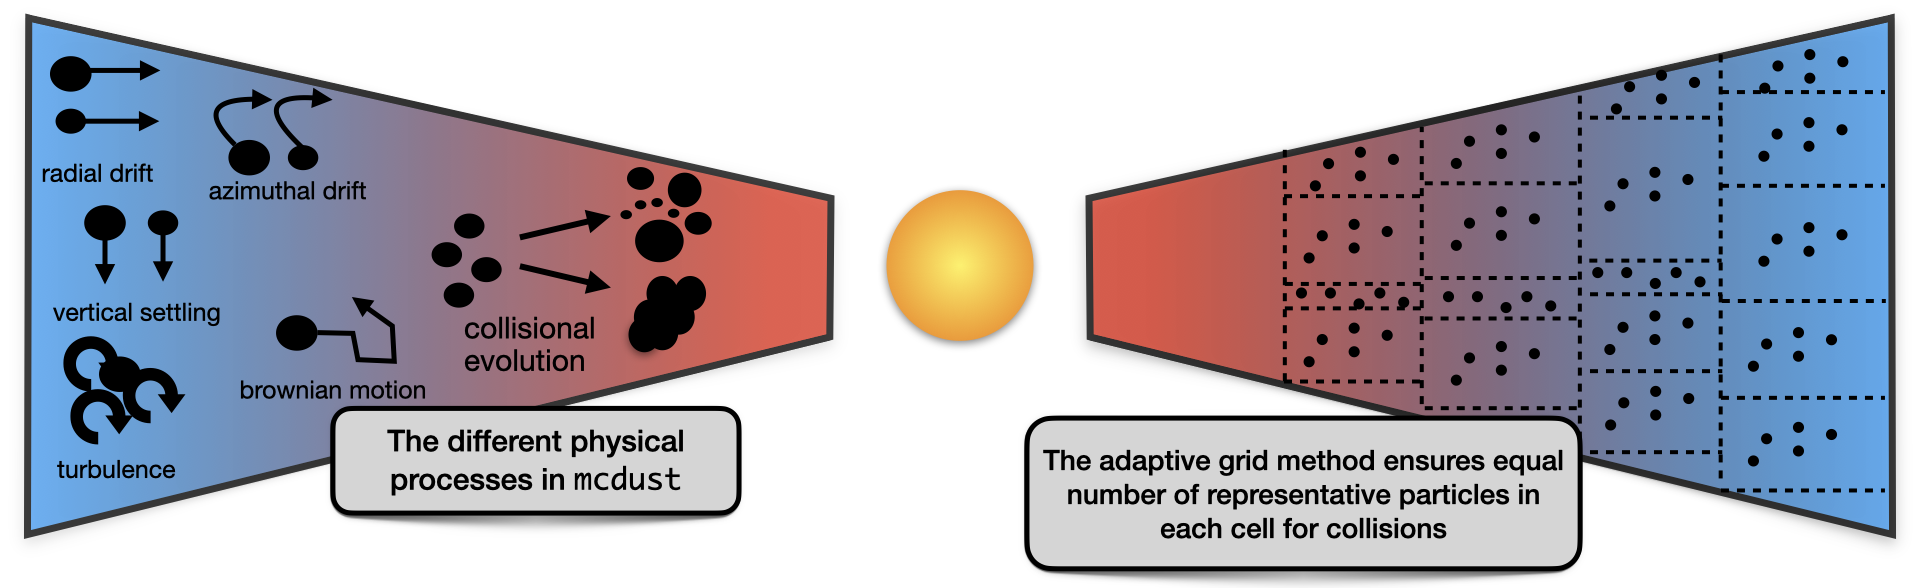 radial drift
azimuthal drift
vertical settling
collisional
evolution
brownian motion
turbulence
The different physical
processes in mcdust
The adaptive grid method ensures equal
number of representative particles in
each cell for collisions